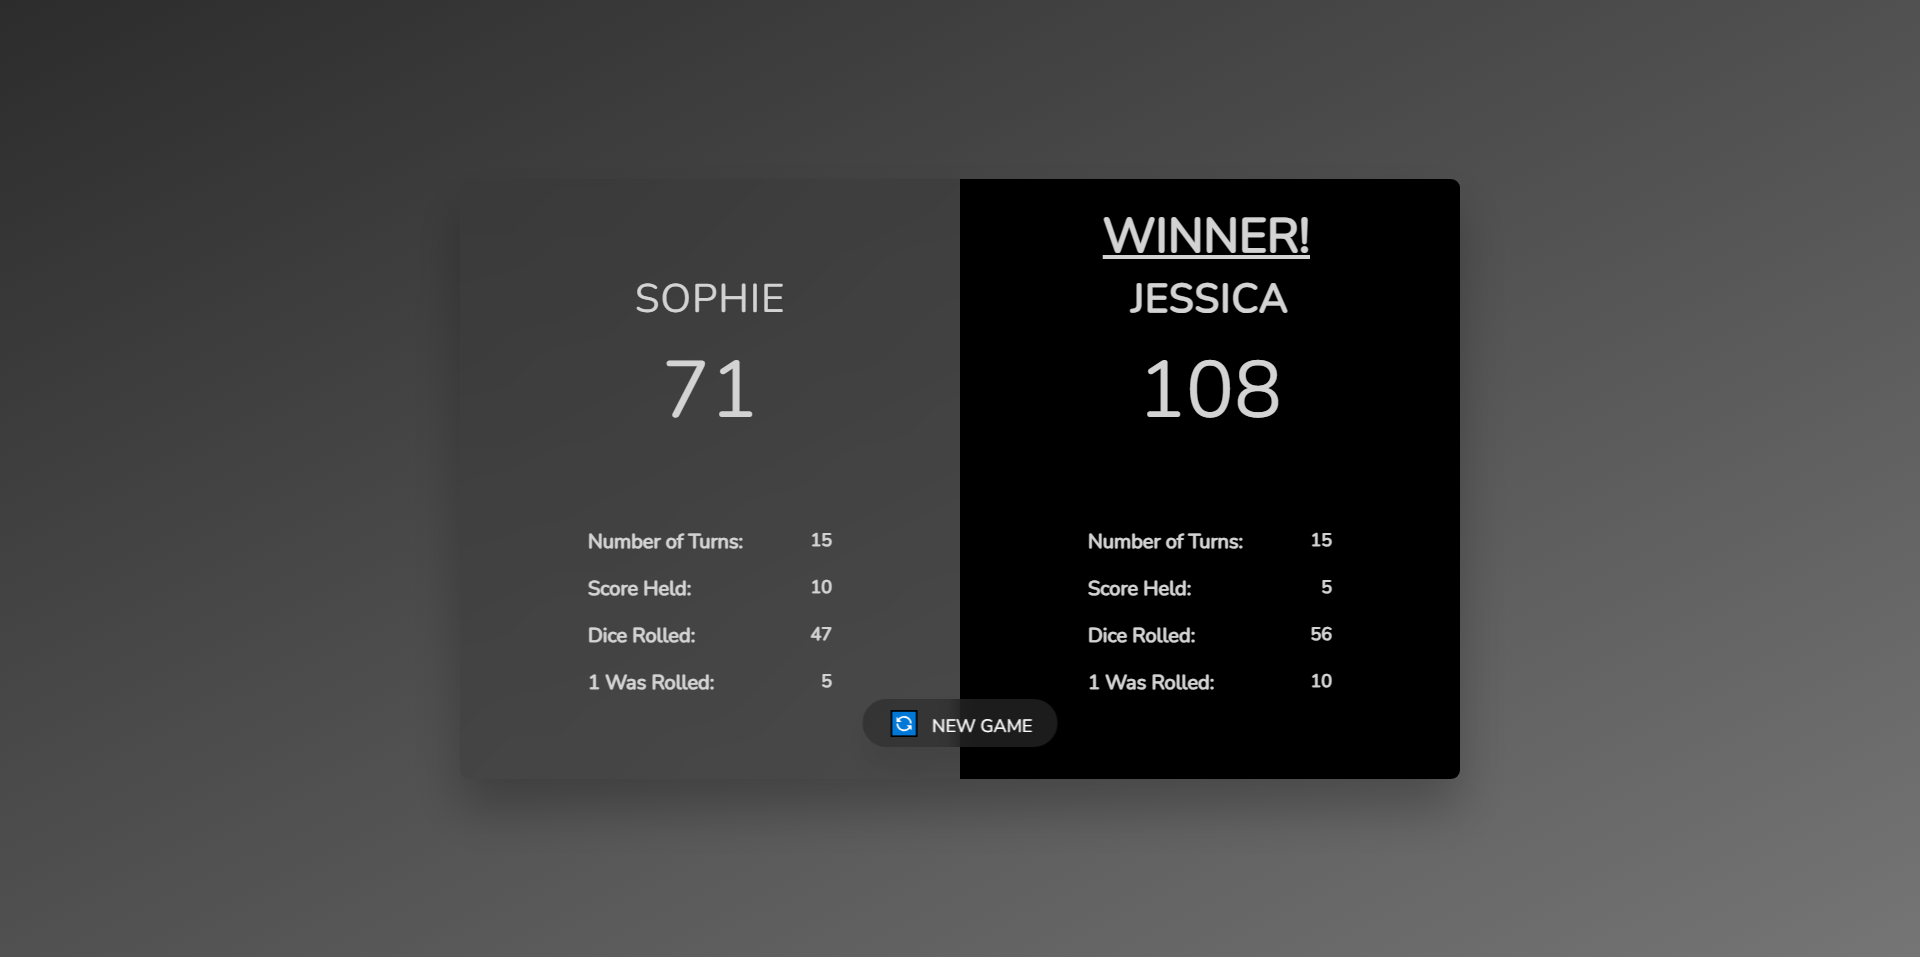 WINNER!
SOPHIE
JESSICA
71
108
Number of Turns: 15
Score Held: 10
Dice Rolled: 47
1 Was Rolled: 5
Number of Turns: 15
Score Held: 5
Dice Rolled: 56
1 Was Rolled: 10
NEW GAME